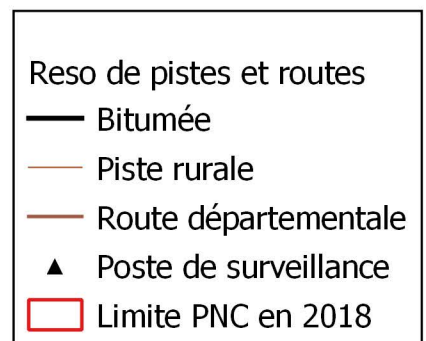 Reso de pistes et routes
Bitumée
Piste rurale
Route départementale
Poste de surveillance
Limite PNC en 2018